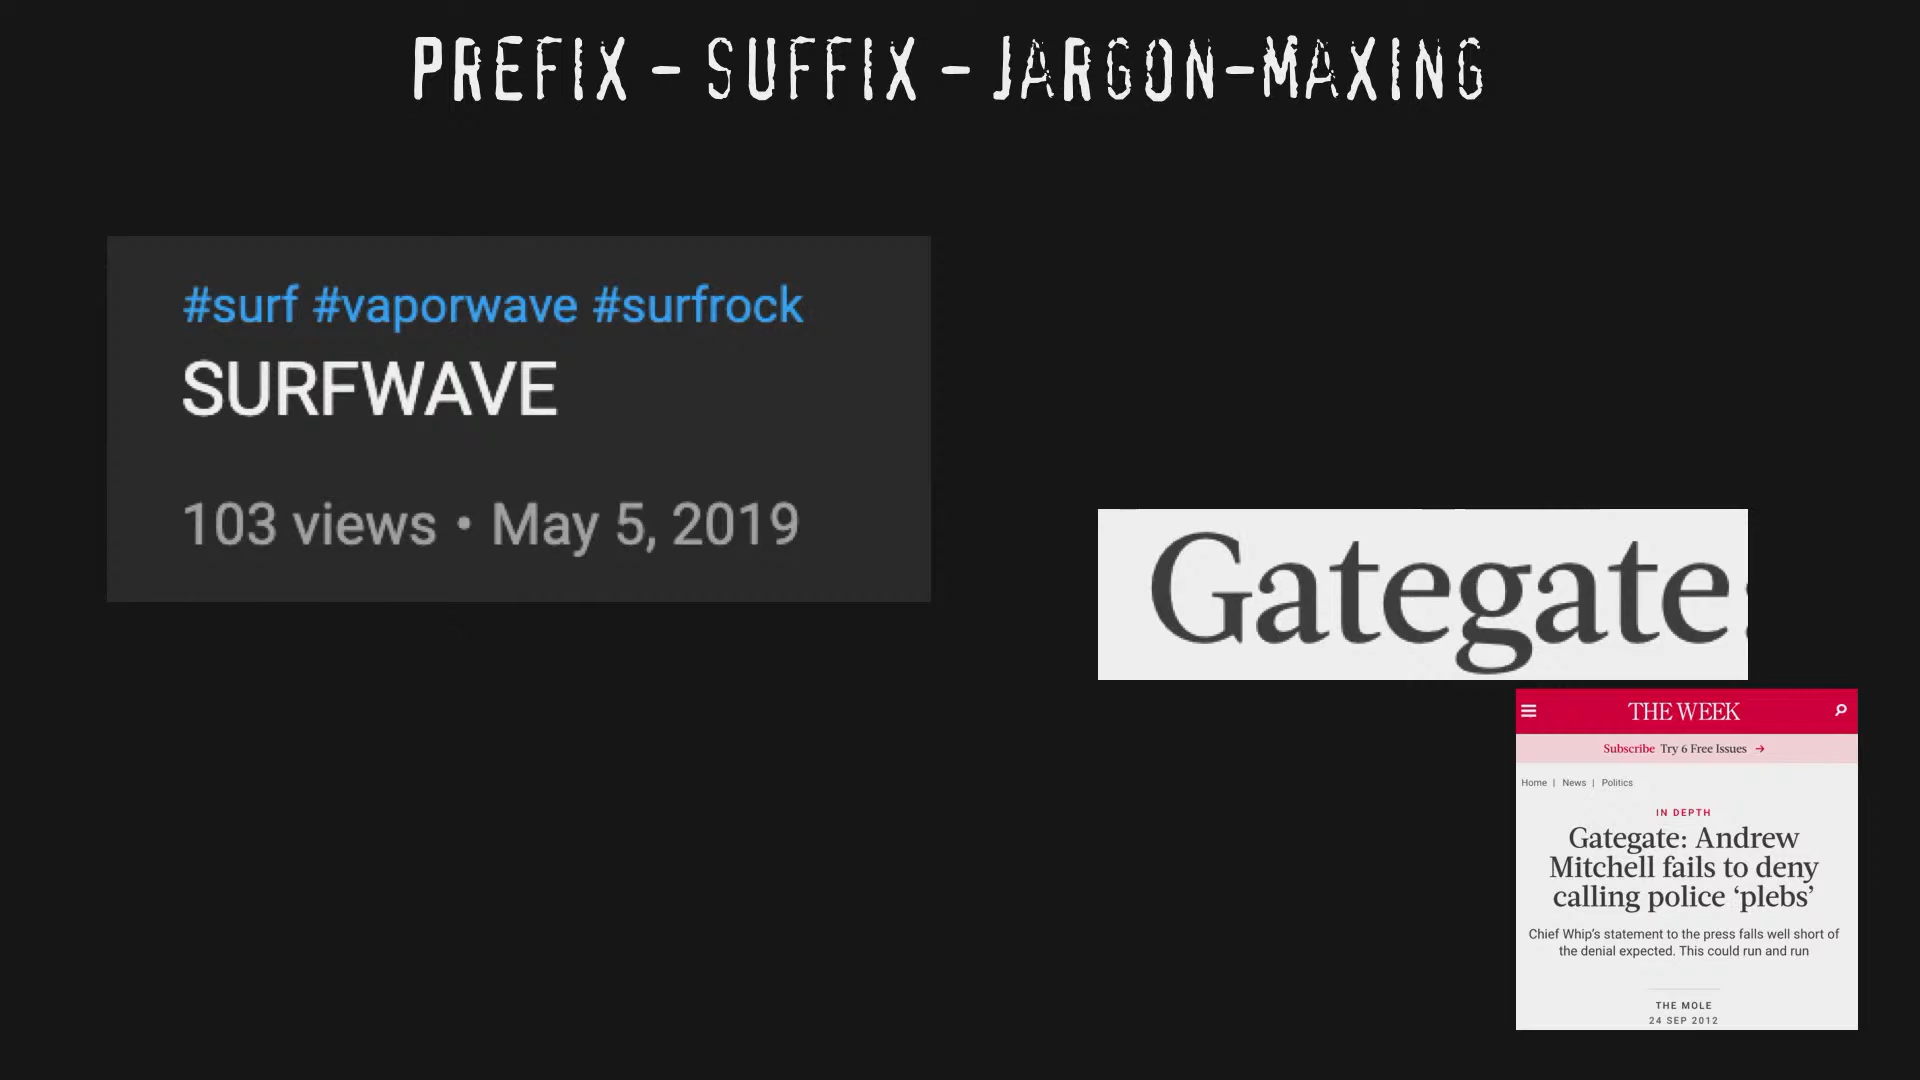 PREFIX - SUFFIX - JARGON-MAXING
#surf #vaporwave #surfrock
SURFWAVE
103 views • May 5, 2019
Gategate:
THE WEEK
Subscribe Try 6 Free Issues →
Home | News | Politics
IN DEPTH
Gategate: Andrew
Mitchell fails to deny
calling police ‘plebs’
Chief Whip’s statement to the press falls well short of
the denial expected. This could run and run
THE MOLE
24 SEP 2012